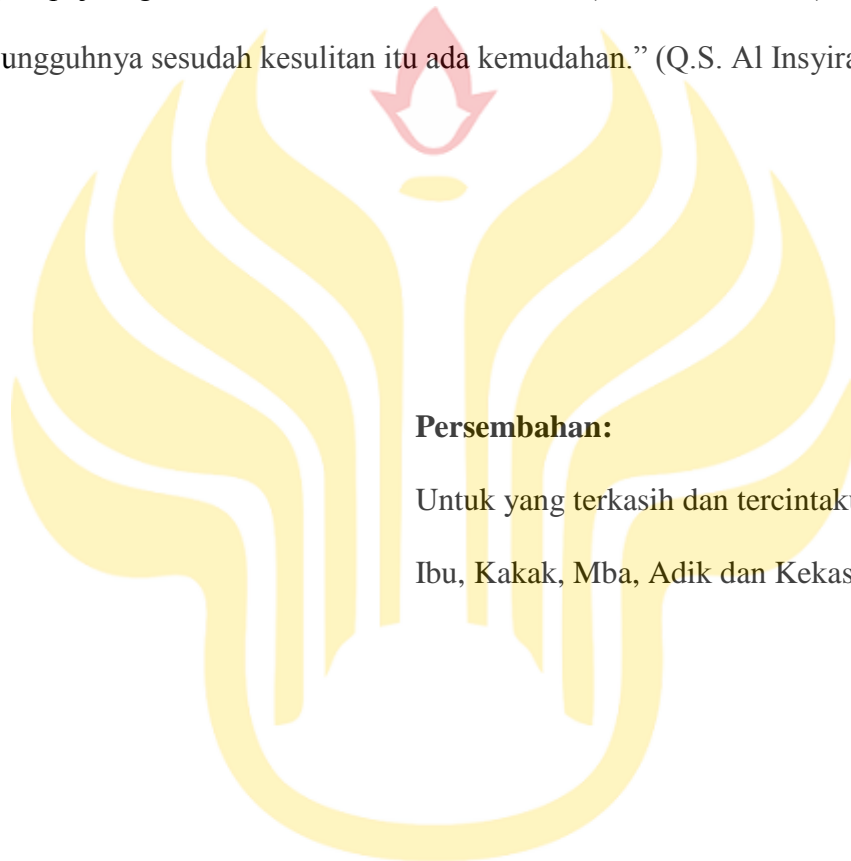 ungguhnya sesudah kesulitan itu ada kemudahan.” (Q.S. Al Insyira
Persembahan:
Untuk yang terkasih dan tercintaku
Ibu, Kakak, Mba, Adik dan Kekas